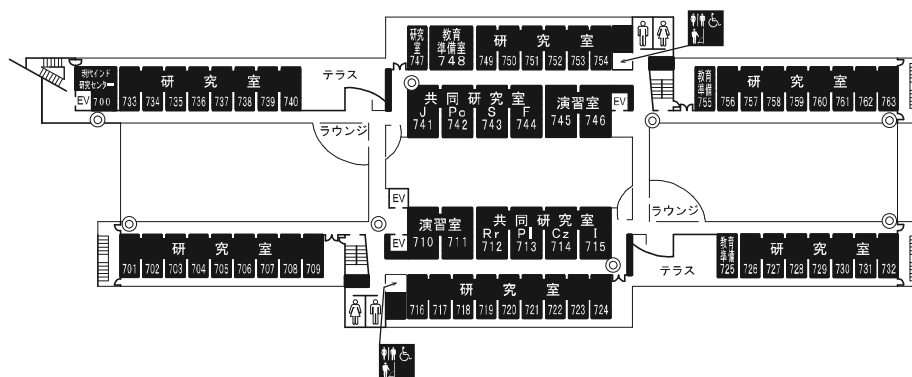 研究室
747
教育準備室
748
研究室
749 750 751 752 753 754
現代インド研究センター
700
EV
研究室
733 734 735 736 737 738 739 740
テラス
共同研究室
J Po S F
741 742 743 744
演習室
745 746
EV
教育準備
755
研究室
756 757 758 759 760 761 762 763
ラウンジ
EV
ラウンジ
研究室
701 702 703 704 705 706 707 708 709
EV
演習室
710 711
共同研究室
Rr Pl Cz I
712 713 714 715
テラス
教育準備
725
研究室
726 727 728 729 730 731 732
研究室
716 717 718 719 720 721 722 723 724